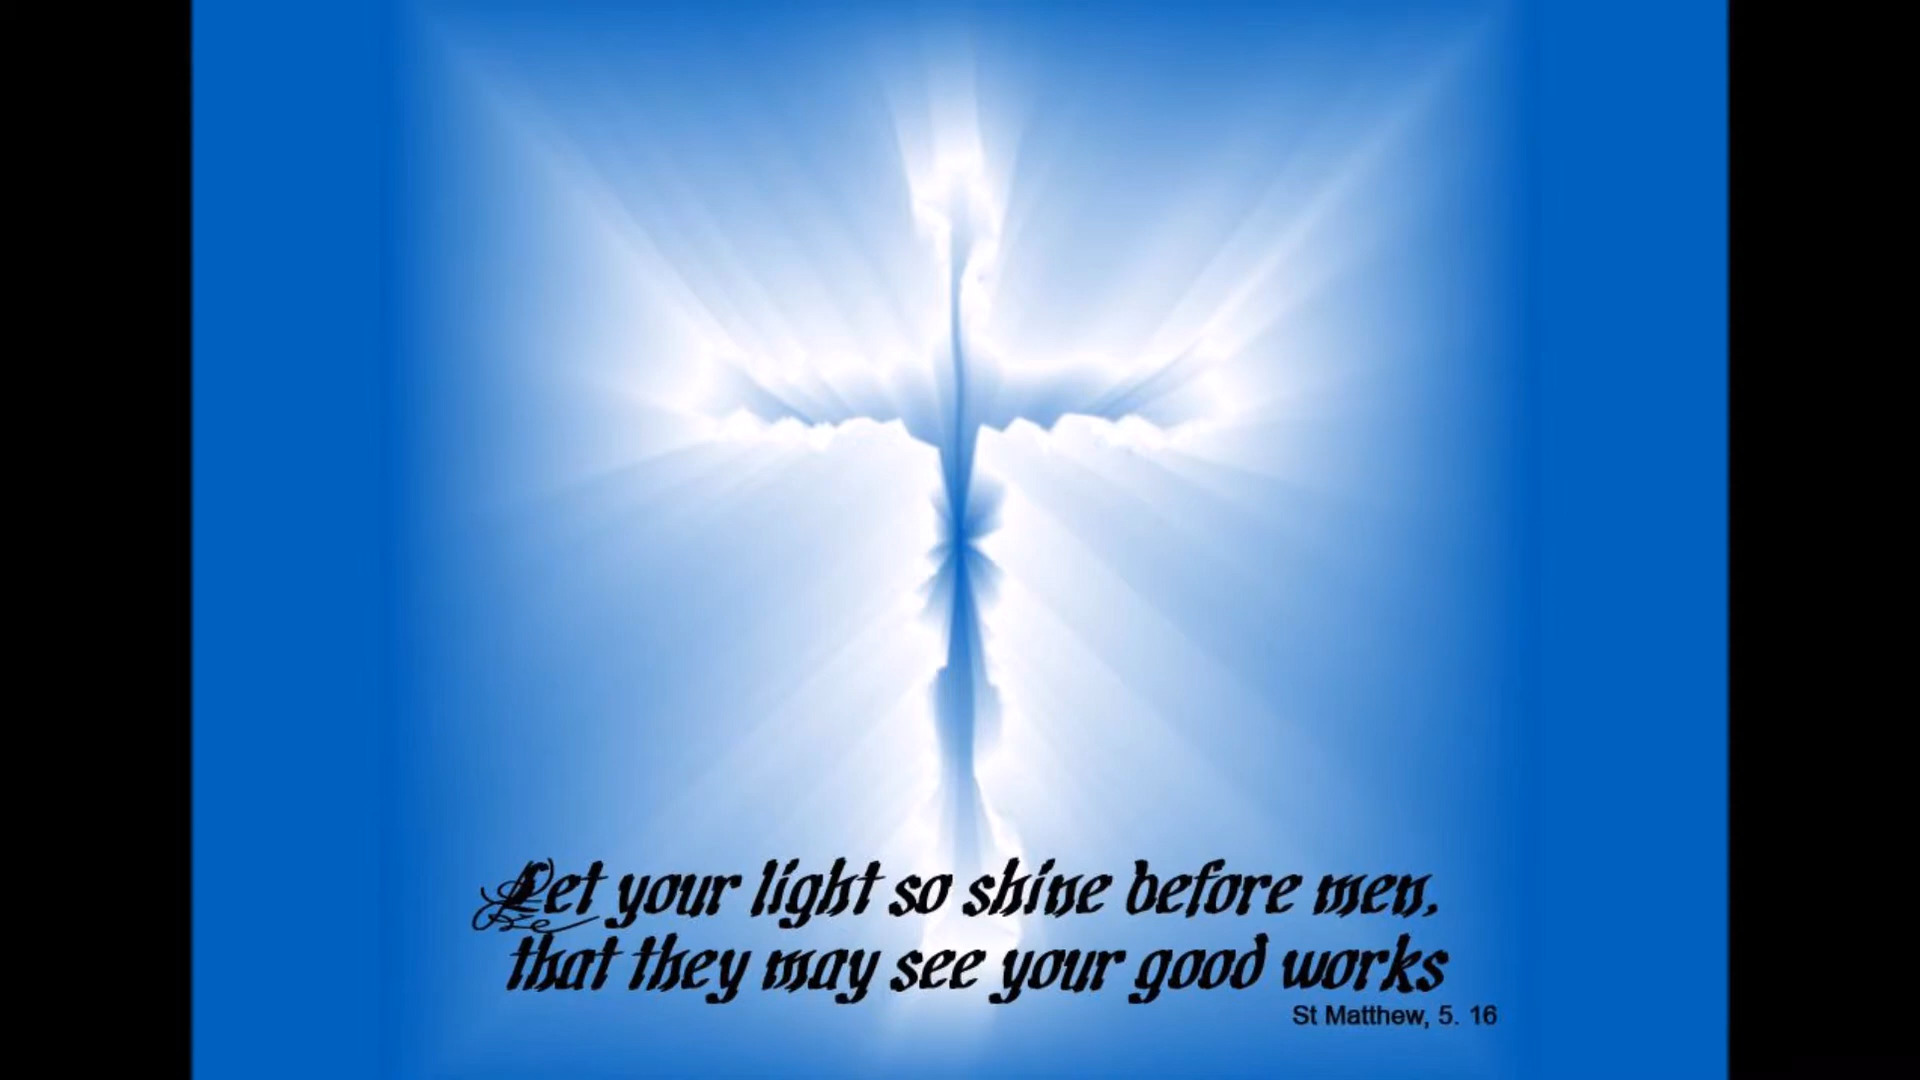 Let your light so shine before men,
that they may see your good works
St Matthew, 5. 16